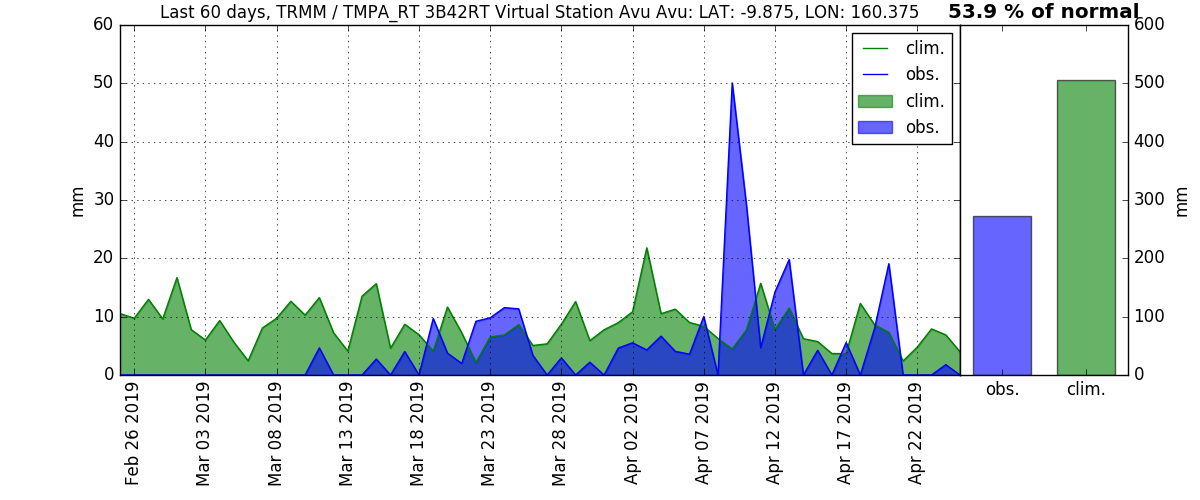 Last 60 days, TRMM / TMPA_RT 3B42RT Virtual Station Avu Avu: LAT: -9.875, LON: 160.375
53.9 % of normal
60
50
40
30
20
10
0
mm
clim.
obs.
clim.
obs.
Feb 26 2019
Mar 03 2019
Mar 08 2019
Mar 13 2019
Mar 18 2019
Mar 23 2019
Mar 28 2019
Apr 02 2019
Apr 07 2019
Apr 12 2019
Apr 17 2019
Apr 22 2019
600
500
400
300
200
100
0
mm
obs.
clim.